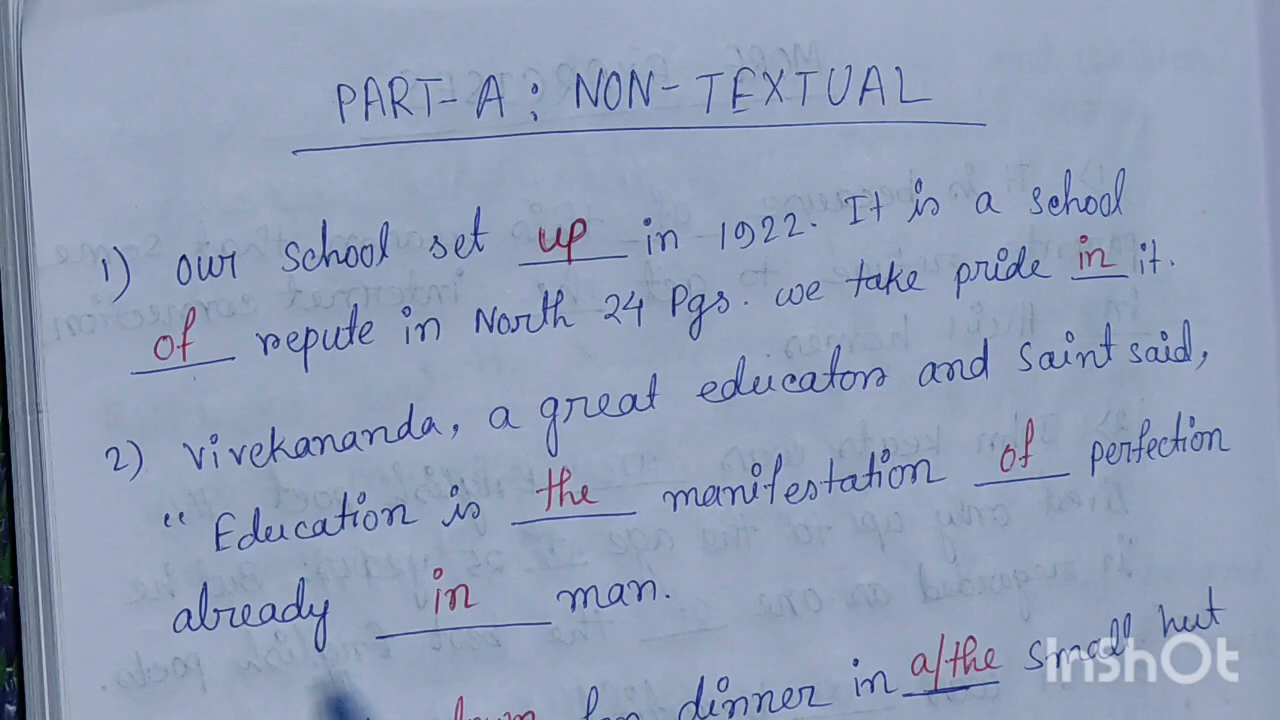 PART-A: NON-TEXTUAL
1) our school set up in 1922. It is a school
of repute in North 24 Pgs. we take pride in it.
2) Vivekananda, a great educator and saint said,
"Education is the manifestation of perfection
already in man.
for dinner in a/the small hut
InShOt